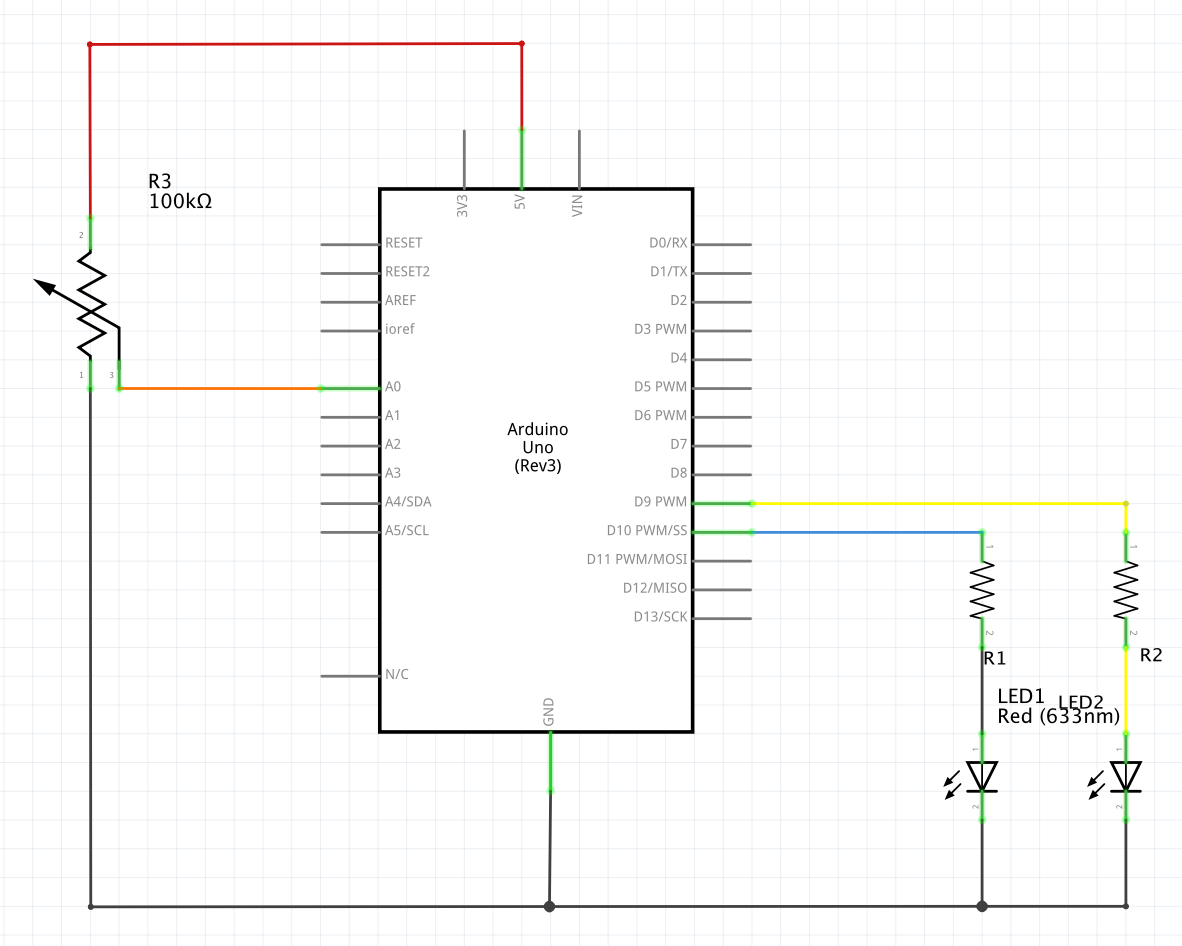 R3
100kΩ
2
1
3
3V3
5V
VIN
RESET
RESET2
AREF
ioref
A0
A1
A2
A3
A4/SDA
A5/SCL
N/C
Arduino
Uno
(Rev3)
GND
D0/RX
D1/TX
D2
D3 PWM
D4
D5 PWM
D6 PWM
D7
D8
D9 PWM
D10 PWM/SS
D11 PWM/MOSI
D12/MISO
D13/SCK
1
2
R1
1
2
R2
LED1
Red (633nm)
LED2
1
2
1
2